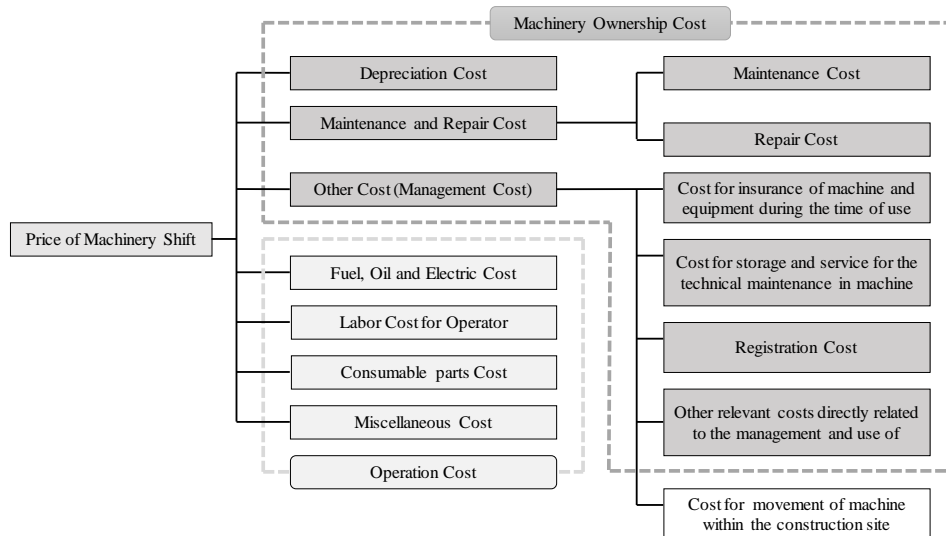 Machinery Ownership Cost
Depreciation Cost
Maintenance Cost
Maintenance and Repair Cost
Repair Cost
Other Cost (Management Cost)
Cost for insurance of machine and
equipment during the time of use
Price of Machinery Shift
Cost for storage and service for the
technical maintenance in machine
Fuel, Oil and Electric Cost
Labor Cost for Operator
Registration Cost
Consumable parts Cost
Other relevant costs directly related
to the management and use of
Miscellaneous Cost
Operation Cost
Cost for movement of machine
within the construction site